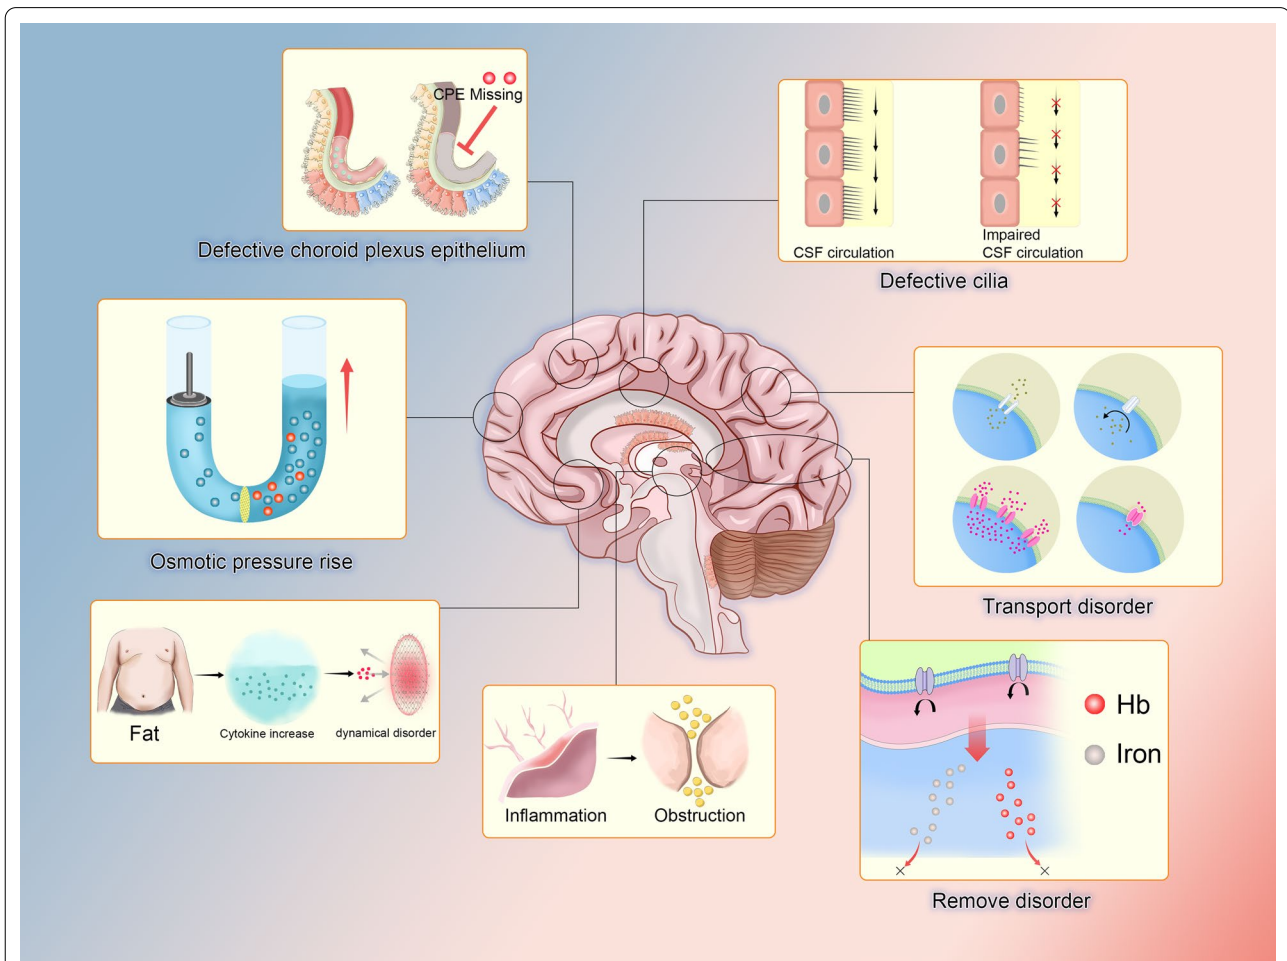 CPE Missing
Defective choroid plexus epithelium
CSF circulation
Impaired
CSF circulation
Defective cilia
Osmotic pressure rise
Transport disorder
Fat
Cytokine increase
dynamical disorder
Inflammation
Obstruction
Hb
Iron
Remove disorder